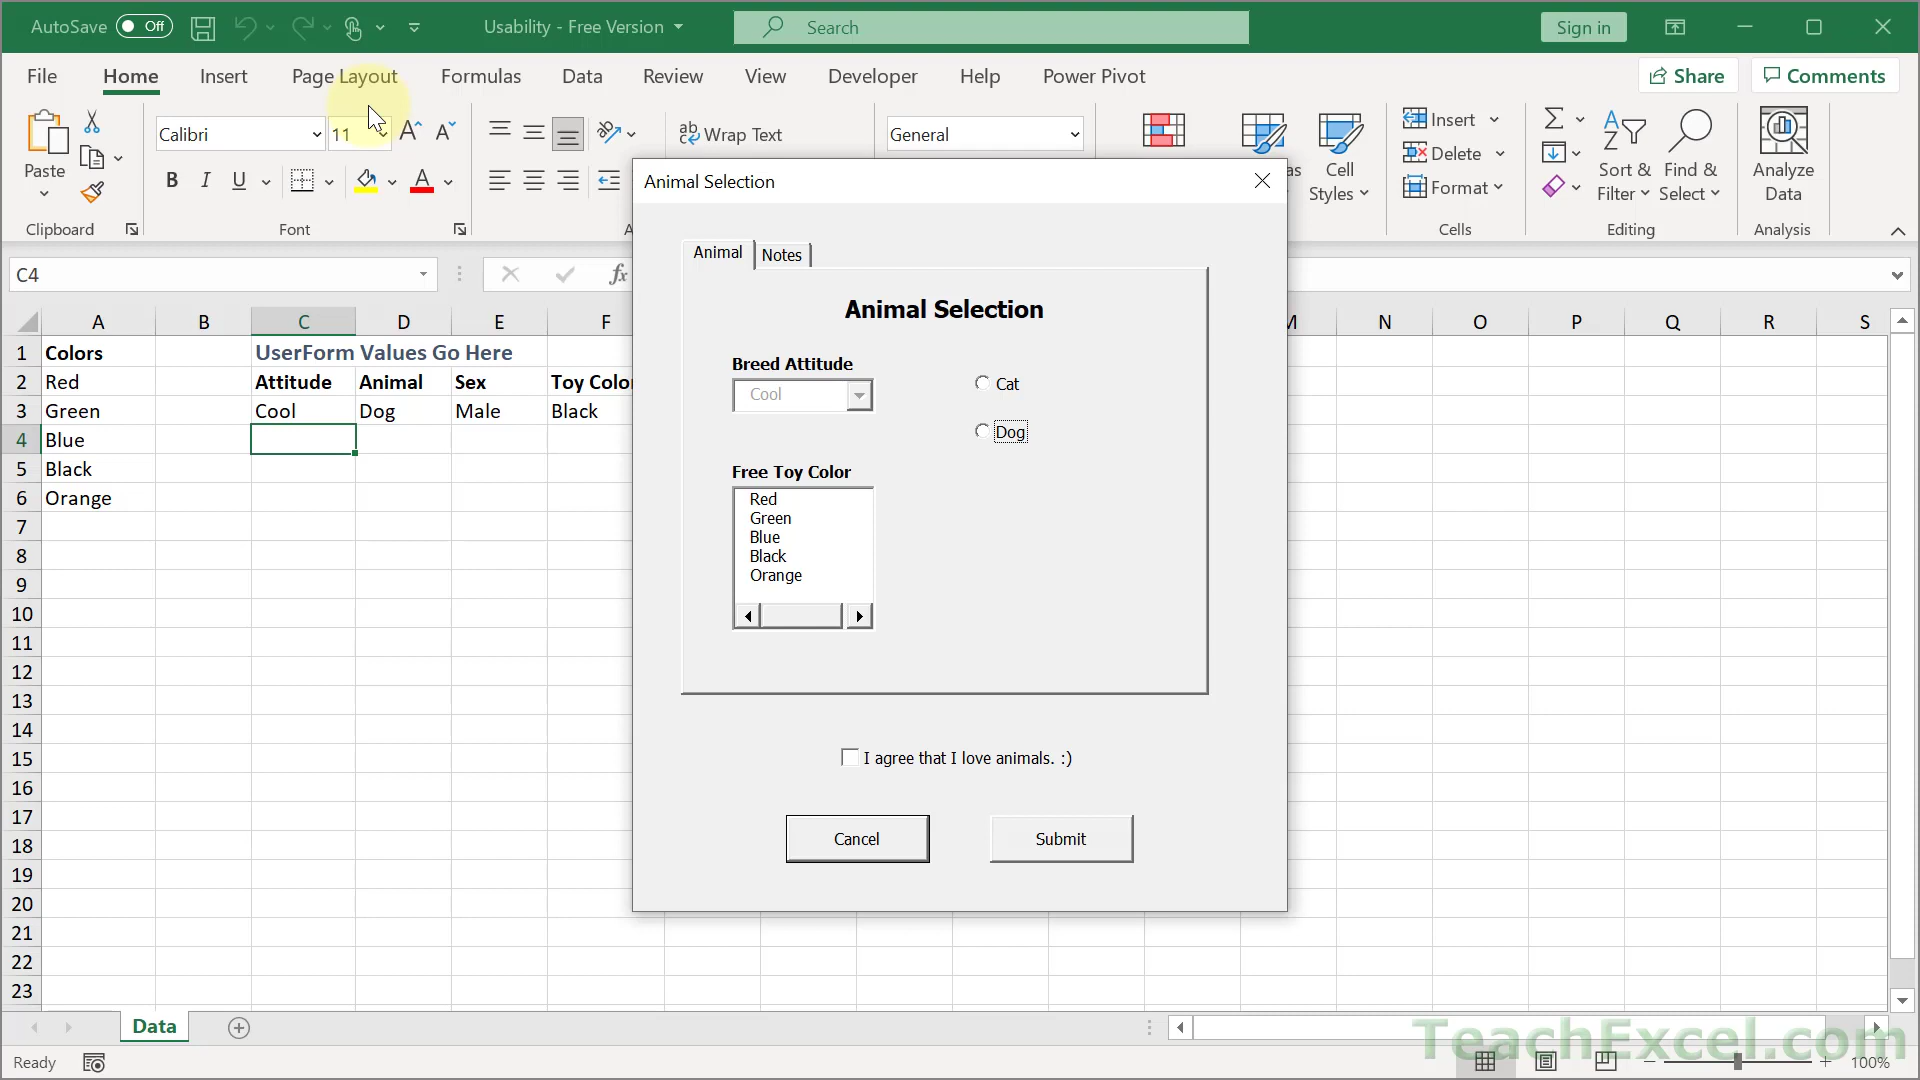 AutoSave Off Usability - Free Version Search Sign in
File Home Insert Page Layout Formulas Data Review View Developer Help Power Pivot Share Comments
Calibri 11 ab Wrap Text General Insert
Delete
Paste B I U A as Cell Styles Format Sort & Filter Find & Select Analyze Data
Clipboard Font A Cells Editing Analysis
C4 fx
Animal Selection
Animal Notes
Animal Selection
Breed Attitude
Cool
Cat
Dog
Free Toy Color
Red
Green
Blue
Black
Orange
I agree that I love animals. :)
Cancel Submit
A B C D E F M N O P Q R S
1 Colors UserForm Values Go Here
2 Red Attitude Animal Sex Toy Color
3 Green Cool Dog Male Black
4 Blue
5 Black
6 Orange
7
8
9
10
11
12
13
14
15
16
17
18
19
20
21
22
23
Data
TeachExcel.com
Ready 100%